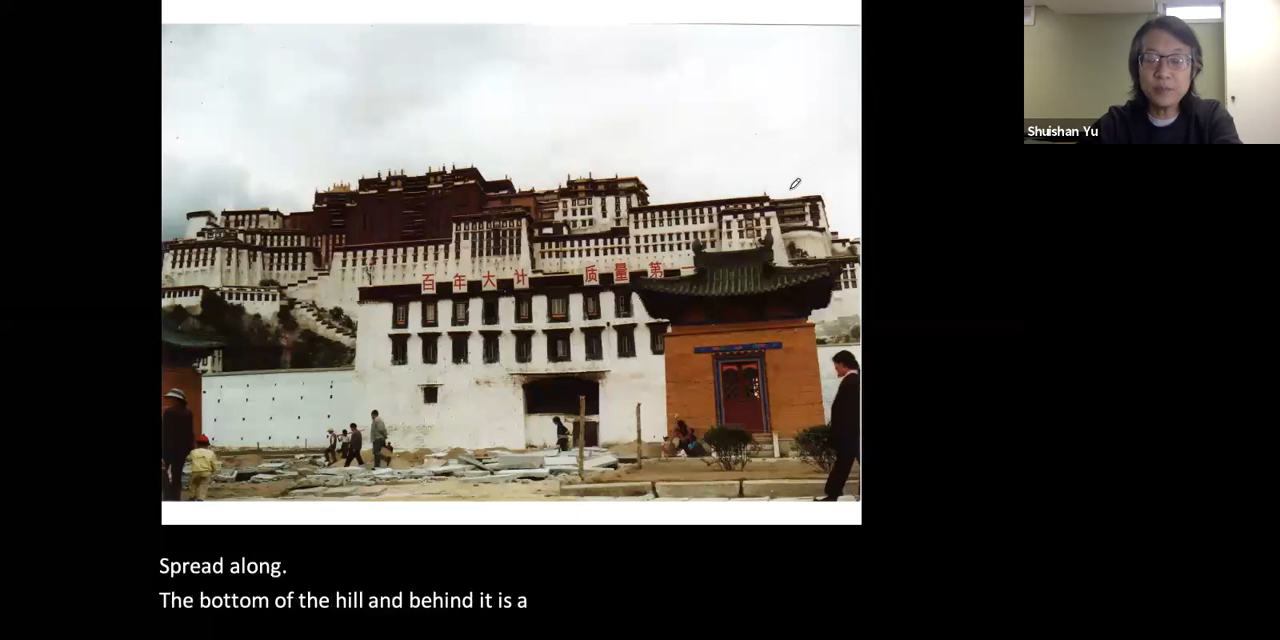 百年大计 质量第一
Shuishan Yu
Spread along.
The bottom of the hill and behind it is a